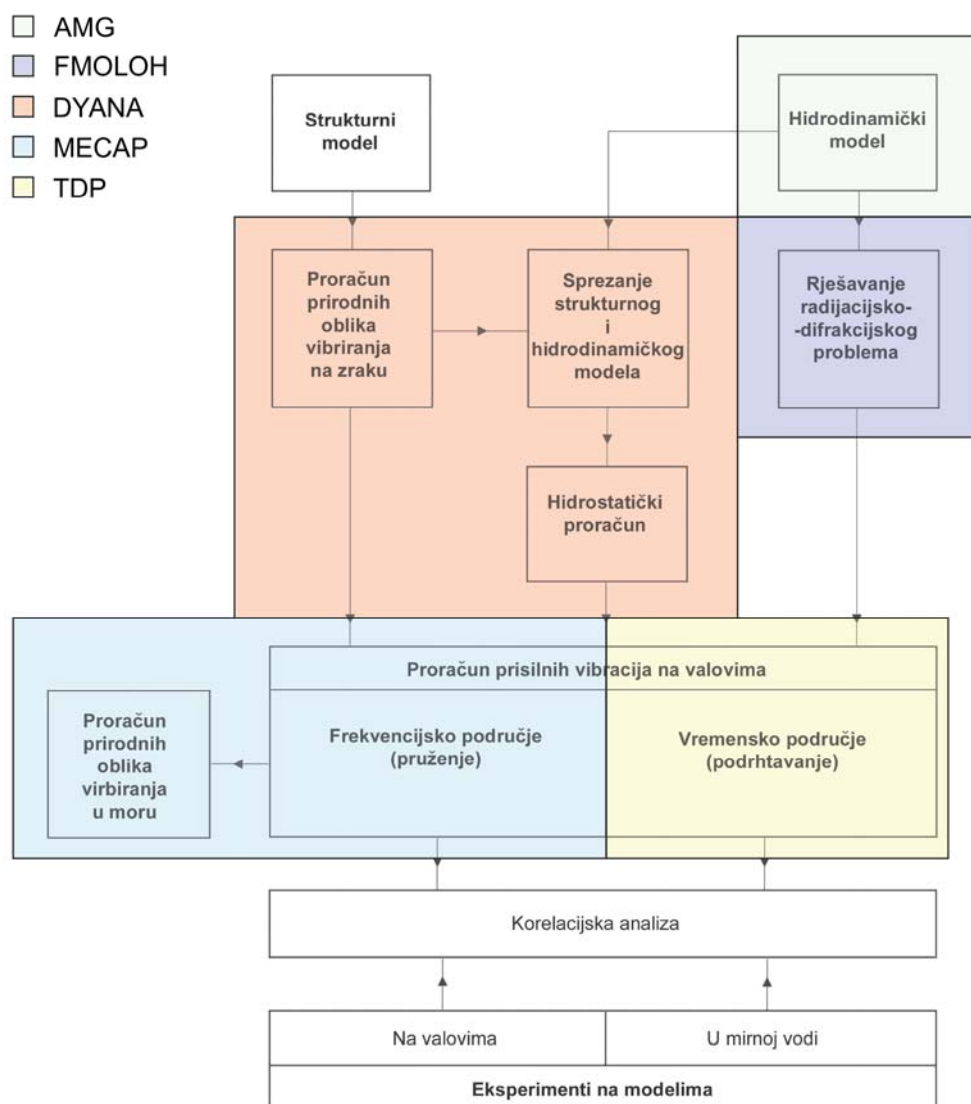 AMG
FMOLOH
DYANA
MECAP
TDP
Strukturni
model
Hidrodinamički
model
Proračun
prirodnih
oblika
vibriranja
na zraku
Sprezanje
strukturnog
i
hidrodinamičkog
modela
Rješavanje
radijacijsko-
-difrakcijskog
problema
Hidrostatički
proračun
Proračun prisilnih vibracija na valovima
Proračun
prirodnih
oblika
virbiranja
u moru
Frekvencijsko područje
(pruženje)
Vremensko područje
(podrhtavanje)
Korelacijska analiza
Na valovima
U mirnoj vodi
Eksperimenti na modelima